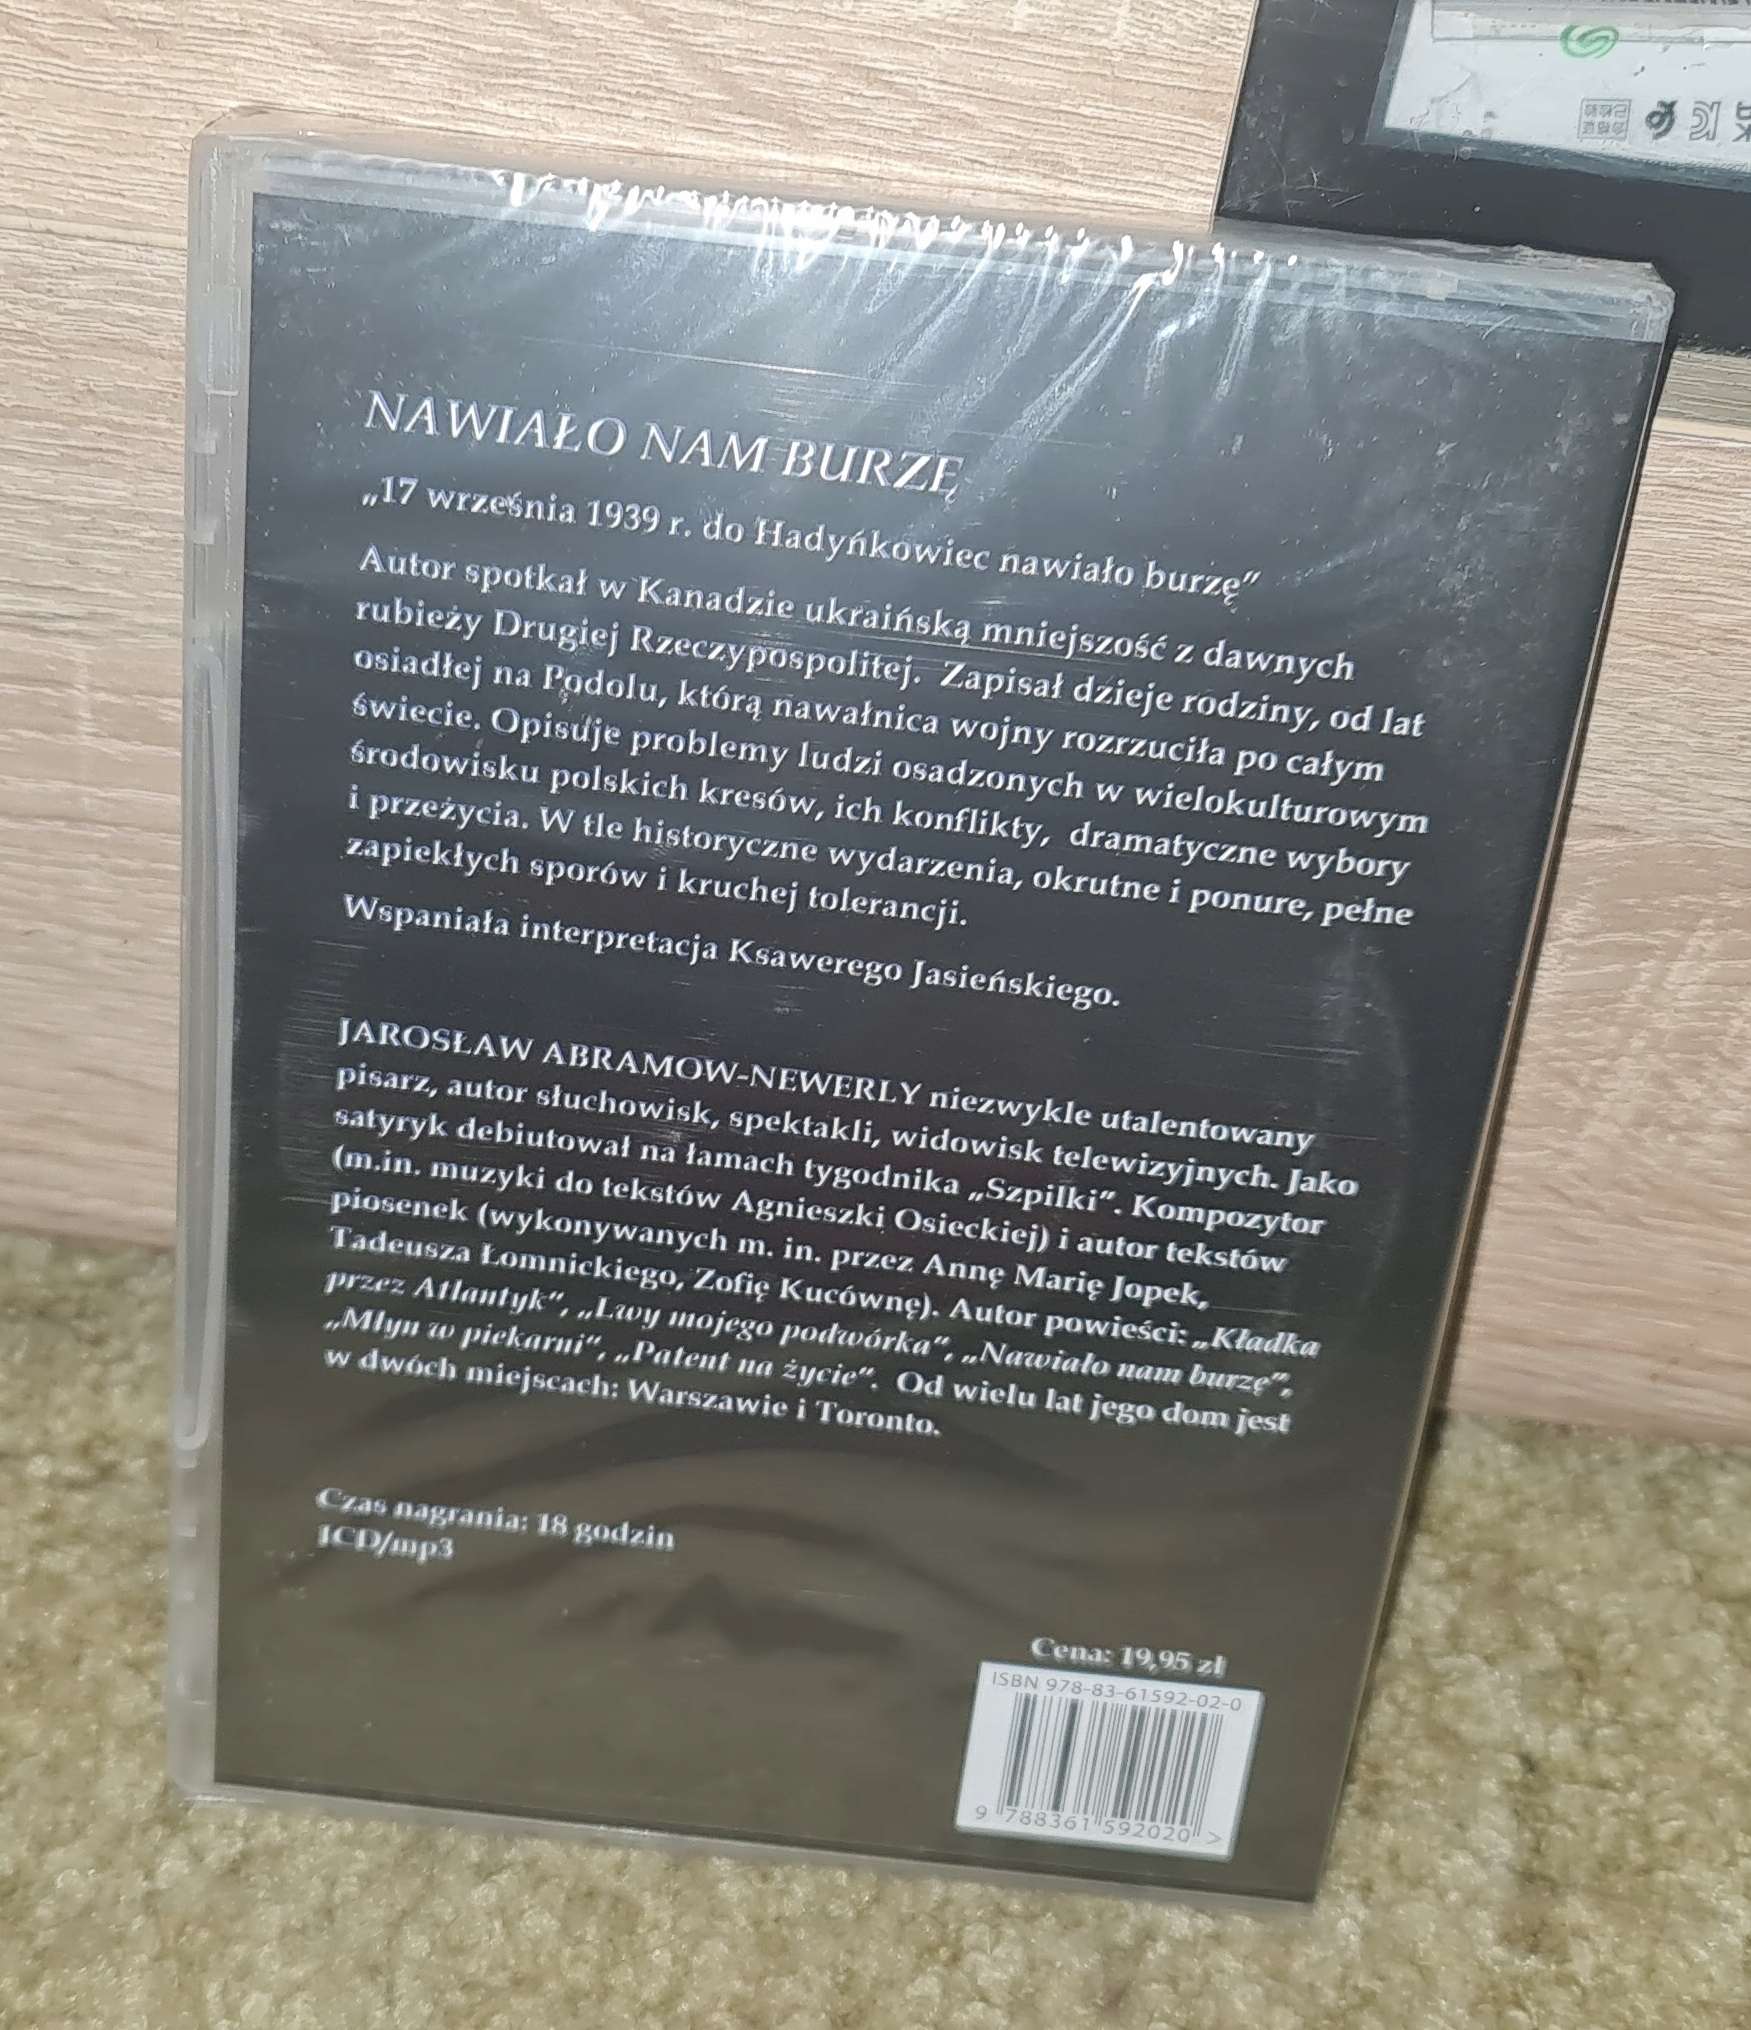 NAWIAŁO NAM BURZĘ
„17 września 1939 r. do Hadyńkowiec nawiało burzę”
Autor spotkał w Kanadzie ukraińską mniejszość z dawnych
rubieży Drugiej Rzeczypospolitej. Zapisał dzieje rodziny, od lat
osiadłej na Podolu, którą nawałnica wojny rozrzuciła po całym
świecie. Opisuje problemy ludzi osadzonych w wielokulturowym
środowisku polskich kresów, ich konflikty, dramatyczne wybory
i przeżycia. W tle historyczne wydarzenia, okrutne i ponure, pełne
zapiekłych sporów i kruchej tolerancji.
Wspaniała interpretacja Ksawerego Jasieńskiego.
JAROSŁAW ABRAMOW-NEWERLY niezwykle utalentowany
pisarz, autor słuchowisk, spektakli, widowisk telewizyjnych. Jako
satyryk debiutował na łamach tygodnika „Szpilki”. Kompozytor
(m.in. muzyki do tekstów Agnieszki Osieckiej) i autor tekstów
piosenek (wykonywanych m. in. przez Annę Marię Jopek,
Tadeusza Łomnickiego, Zofię Kucównę). Autor powieści: „Kładka
przez Atlantyk”, „Lwy mojego podwórka”, „Nawiało nam burzę”,
„Młyn w piekarni”, „Patent na życie”. Od wielu lat jego dom jest
w dwóch miejscach: Warszawie i Toronto.
Czas nagrania: 18 godzin
1CD/mp3
Cena: 19,95 zł
ISBN 978-83-61592-02-0
9 788361 592020 >